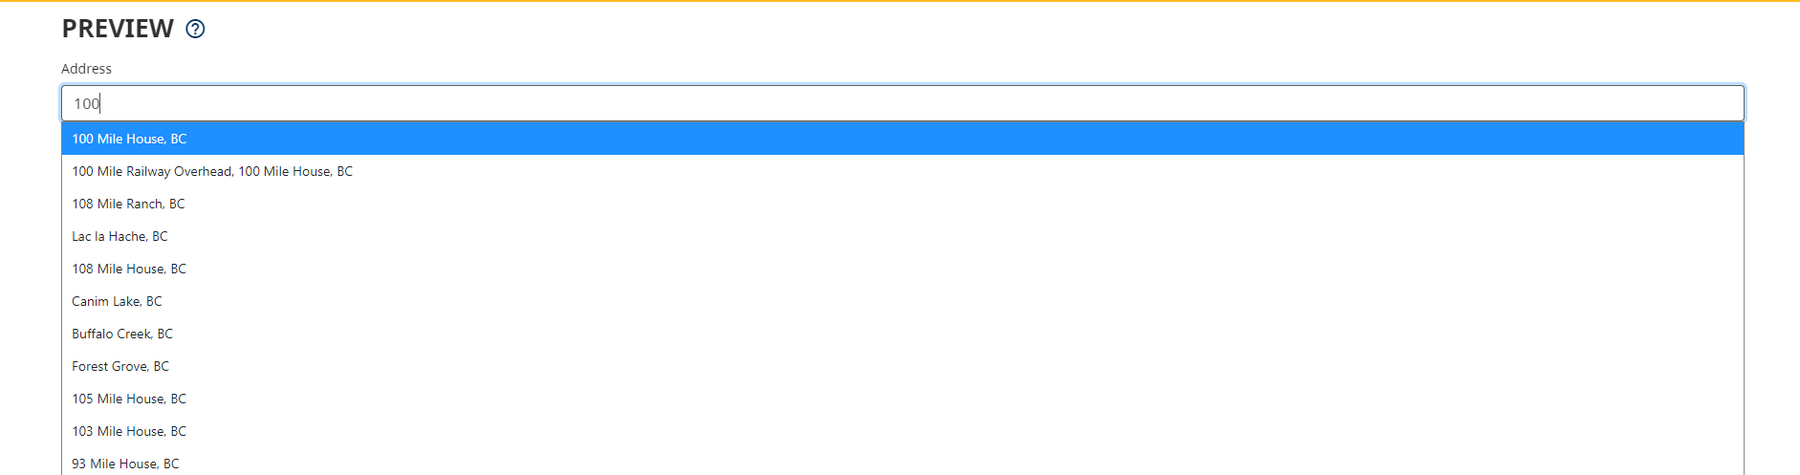 PREVIEW ?
Address
100
100 Mile House, BC
100 Mile Railway Overhead, 100 Mile House, BC
108 Mile Ranch, BC
Lac la Hache, BC
108 Mile House, BC
Canim Lake, BC
Buffalo Creek, BC
Forest Grove, BC
105 Mile House, BC
103 Mile House, BC
93 Mile House, BC